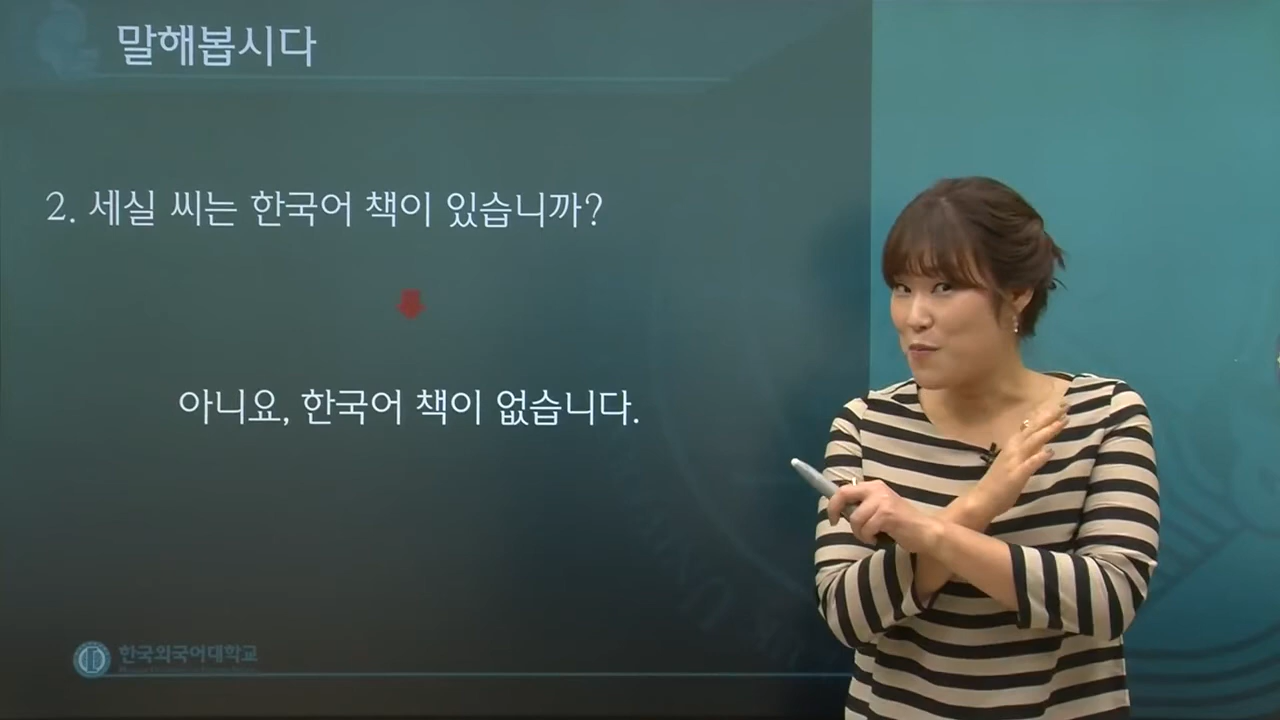 말해봅시다
2. 세실 씨는 한국어 책이 있습니까?
아니요, 한국어 책이 없습니다.
한국외국어대학교